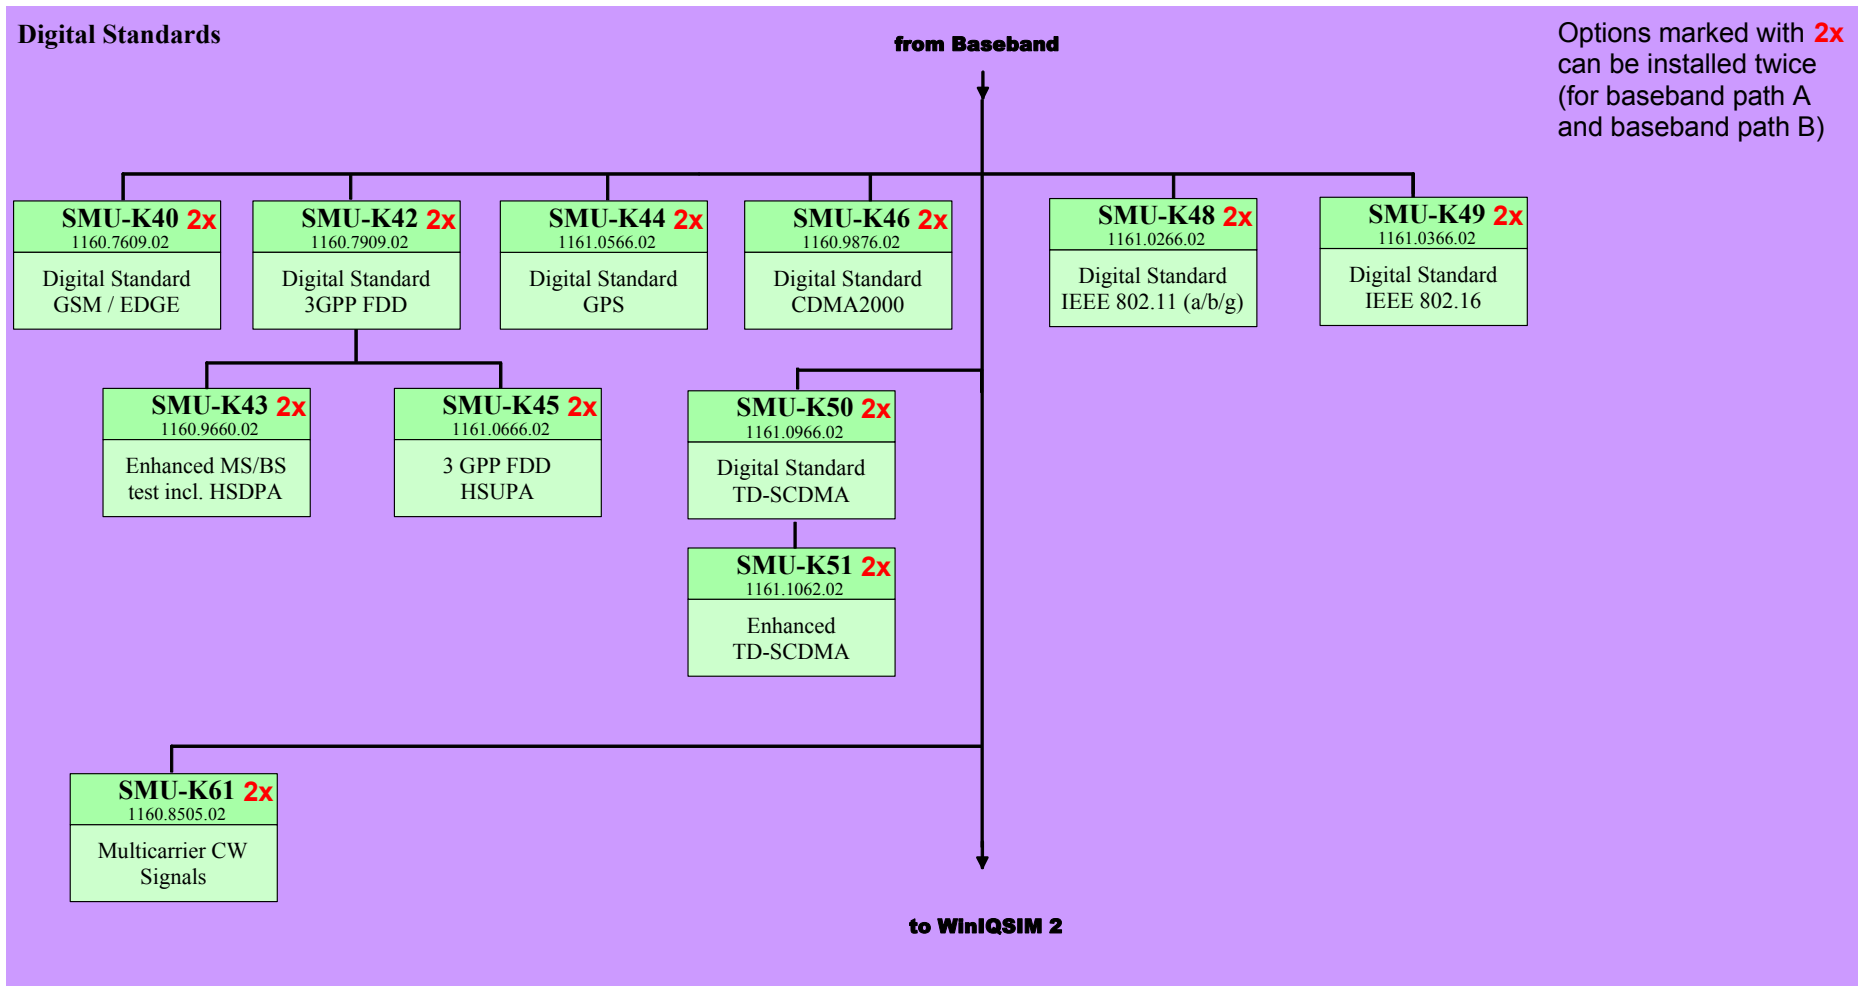 Digital Standards
from Baseband
Options marked with 2x
can be installed twice
(for baseband path A
and baseband path B)
SMU-K40 2x
1160.7609.02
Digital Standard
GSM / EDGE
SMU-K42 2x
1160.7909.02
Digital Standard
3GPP FDD
SMU-K44 2x
1161.0566.02
Digital Standard
GPS
SMU-K46 2x
1160.9876.02
Digital Standard
CDMA2000
SMU-K48 2x
1161.0266.02
Digital Standard
IEEE 802.11 (a/b/g)
SMU-K49 2x
1161.0366.02
Digital Standard
IEEE 802.16
SMU-K43 2x
1160.9660.02
Enhanced MS/BS
test incl. HSDPA
SMU-K45 2x
1161.0666.02
3 GPP FDD
HSUPA
SMU-K50 2x
1161.0966.02
Digital Standard
TD-SCDMA
SMU-K51 2x
1161.1062.02
Enhanced
TD-SCDMA
SMU-K61 2x
1160.8505.02
Multicarrier CW
Signals
to WinIQSIM 2